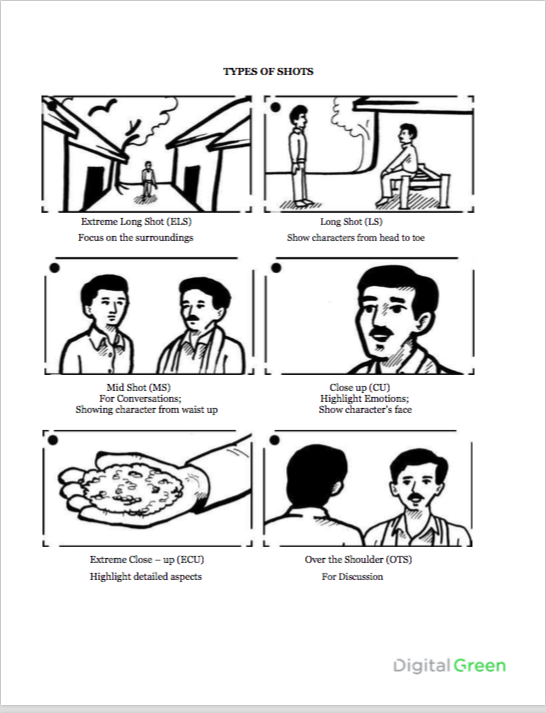 TYPES OF SHOTS
Extreme Long Shot (ELS)
Focus on the surroundings
Long Shot (LS)
Show characters from head to toe
Mid Shot (MS)
For Conversations;
Showing character from waist up
Close up (CU)
Highlight Emotions;
Show character's face
Extreme Close – up (ECU)
Highlight detailed aspects
Over the Shoulder (OTS)
For Discussion
Digital Green